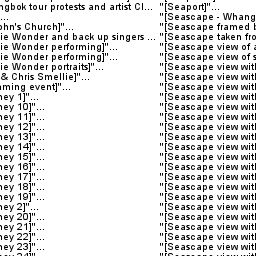 ngbok tour protests and artist Cl... "[Seaport]"...
... "[Seascape - Whang
ohn's Church]"... "[Seascape framed b
ie Wonder and back up singers ... "[Seascape taken fro
ie Wonder performing]"... "[Seascape view of a
ie Wonder performing]"... "[Seascape view of s
ie Wonder portraits]"... "[Seascape view with
& Chris Smellie]"... "[Seascape view with
ming event]"... "[Seascape view with
ney 1]"... "[Seascape view with
ney 10]"... "[Seascape view with
ney 11]"... "[Seascape view with
ney 12]"... "[Seascape view with
ney 13]"... "[Seascape view with
ney 14]"... "[Seascape view with
ney 15]"... "[Seascape view with
ney 16]"... "[Seascape view with
ney 17]"... "[Seascape view with
ney 18]"... "[Seascape view with
ney 19]"... "[Seascape view with
ney 2]"... "[Seascape view with
ney 20]"... "[Seascape view with
ney 21]"... "[Seascape view with
ney 22]"... "[Seascape view with
ney 23]"... "[Seascape view with